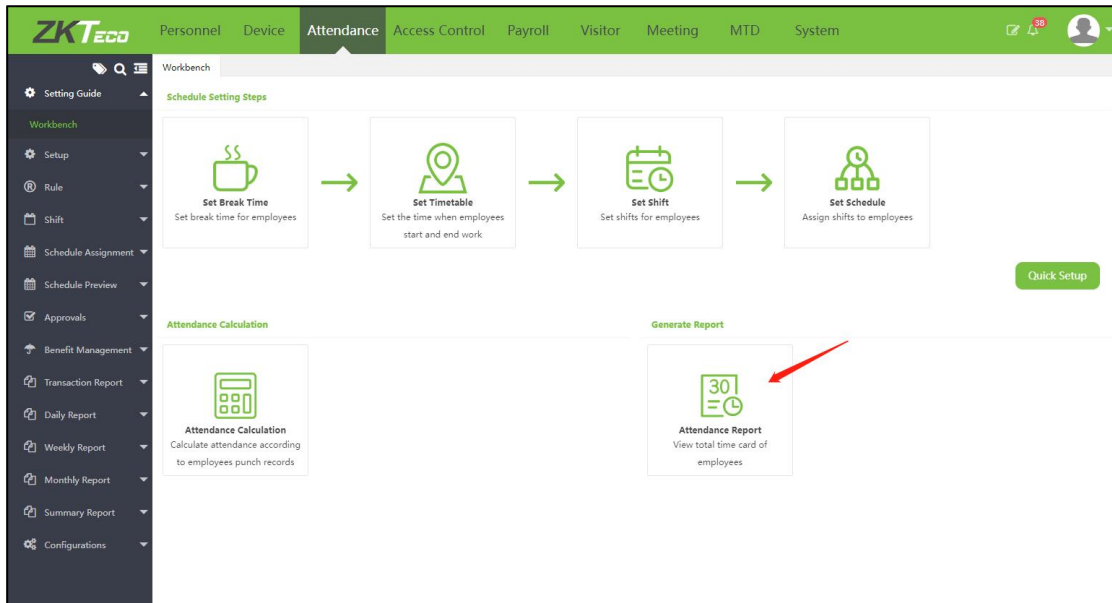 ZKTeco
Personnel Device Attendance Access Control Payroll Visitor Meeting MTD System
38
Workbench
Setting Guide
Workbench
Setup
Rule
Shift
Schedule Assignment
Schedule Preview
Approvals
Benefit Management
Transaction Report
Daily Report
Weekly Report
Monthly Report
Summary Report
Configurations
Schedule Setting Steps
Set Break Time
Set break time for employees
Set Timetable
Set the time when employees
start and end work
Set Shift
Set shifts for employees
Set Schedule
Assign shifts to employees
Quick Setup
Attendance Calculation
Attendance Calculation
Calculate attendance according
to employees punch records
Generate Report
30
Attendance Report
View total time card of
employees